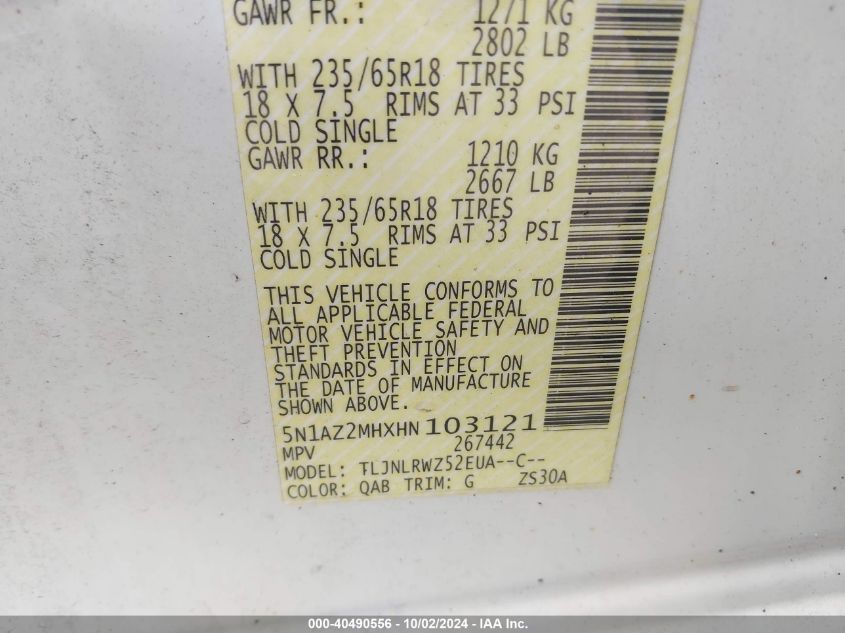 GAWR FR.: 1271 KG
2802 LB
WITH 235/65R18 TIRES
18 X 7.5 RIMS AT 33 PSI
COLD SINGLE
GAWR RR.: 1210 KG
2667 LB
WITH 235/65R18 TIRES
18 X 7.5 RIMS AT 33 PSI
COLD SINGLE
THIS VEHICLE CONFORMS TO
ALL APPLICABLE FEDERAL
MOTOR VEHICLE SAFETY AND
THEFT PREVENTION
STANDARDS IN EFFECT ON
THE DATE OF MANUFACTURE
SHOWN ABOVE.
5N1AZ2MHXHN 103121
MPV 267442
MODEL: TLJNLRWZ52EUA--C--
COLOR: QAB TRIM: G ZS30A
000-40490556 - 10/02/2024 - IAA Inc.